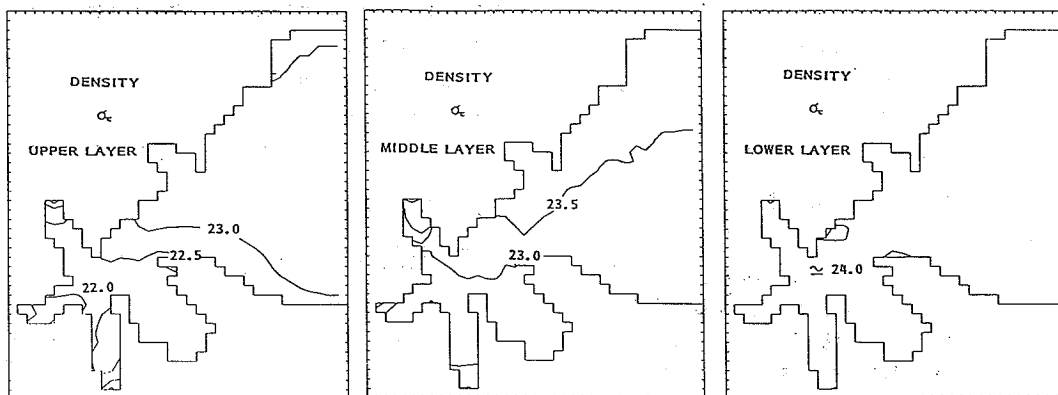 DENSITY
σt
UPPER LAYER
23.0
22.5
22.0
DENSITY
σt
MIDDLE LAYER
23.5
23.0
DENSITY
σt
LOWER LAYER
≃ 24.0